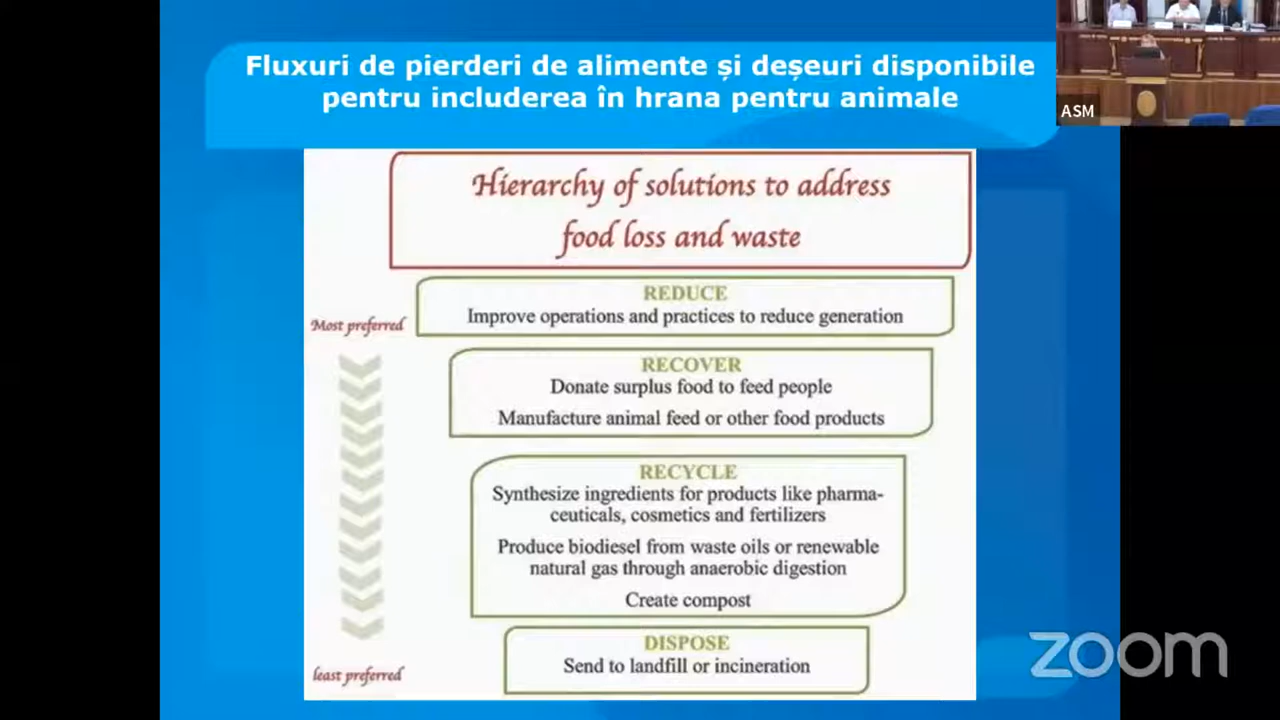 Fluxuri de pierderi de alimente și deșeuri disponibile
pentru includerea în hrana pentru animale
ASM
Hierarchy of solutions to address
food loss and waste
Most preferred
REDUCE
Improve operations and practices to reduce generation
RECOVER
Donate surplus food to feed people
Manufacture animal feed or other food products
RECYCLE
Synthesize ingredients for products like pharma-
ceuticals, cosmetics and fertilizers
Produce biodiesel from waste oils or renewable
natural gas through anaerobic digestion
Create compost
DISPOSE
Send to landfill or incineration
least preferred
zoom